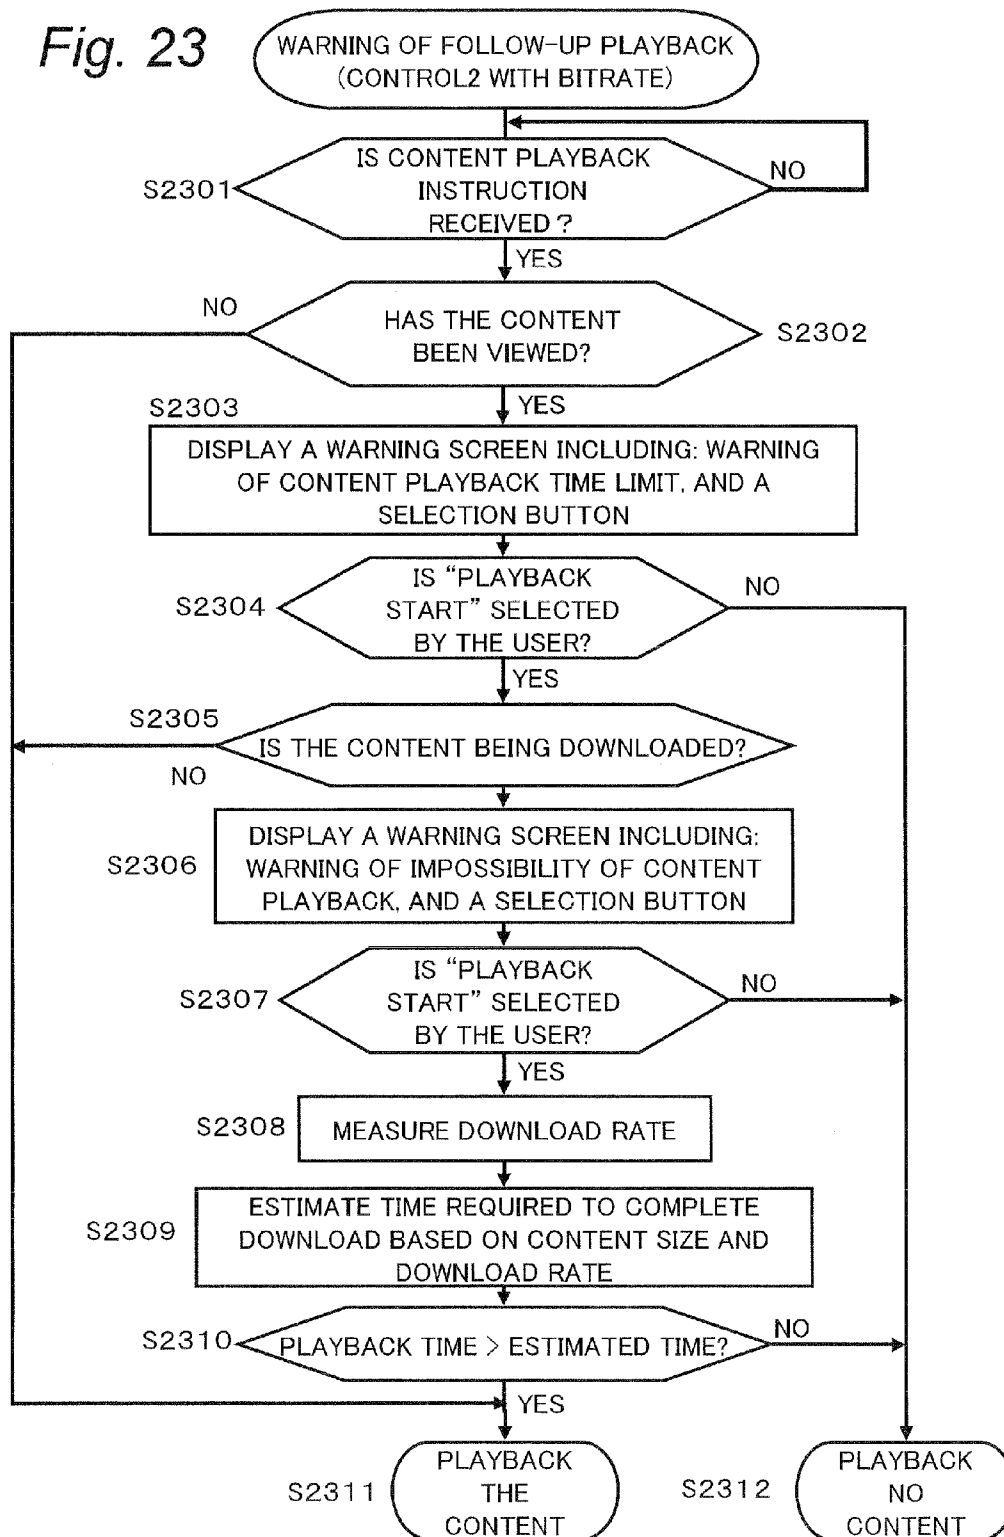 Fig. 23
WARNING OF FOLLOW-UP PLAYBACK
(CONTROL2 WITH BITRATE)
S2301
IS CONTENT PLAYBACK
INSTRUCTION
RECEIVED?
NO
YES
NO
HAS THE CONTENT
BEEN VIEWED?
S2302
YES
S2303
DISPLAY A WARNING SCREEN INCLUDING: WARNING
OF CONTENT PLAYBACK TIME LIMIT, AND A
SELECTION BUTTON
S2304
IS “PLAYBACK
START” SELECTED
BY THE USER?
NO
YES
S2305
IS THE CONTENT BEING DOWNLOADED?
NO
S2306
DISPLAY A WARNING SCREEN INCLUDING:
WARNING OF IMPOSSIBILITY OF CONTENT
PLAYBACK, AND A SELECTION BUTTON
S2307
IS “PLAYBACK
START” SELECTED
BY THE USER?
NO
YES
S2308
MEASURE DOWNLOAD RATE
S2309
ESTIMATE TIME REQUIRED TO COMPLETE
DOWNLOAD BASED ON CONTENT SIZE AND
DOWNLOAD RATE
S2310
PLAYBACK TIME > ESTIMATED TIME?
NO
YES
S2311
PLAYBACK
THE
CONTENT
S2312
PLAYBACK
NO
CONTENT